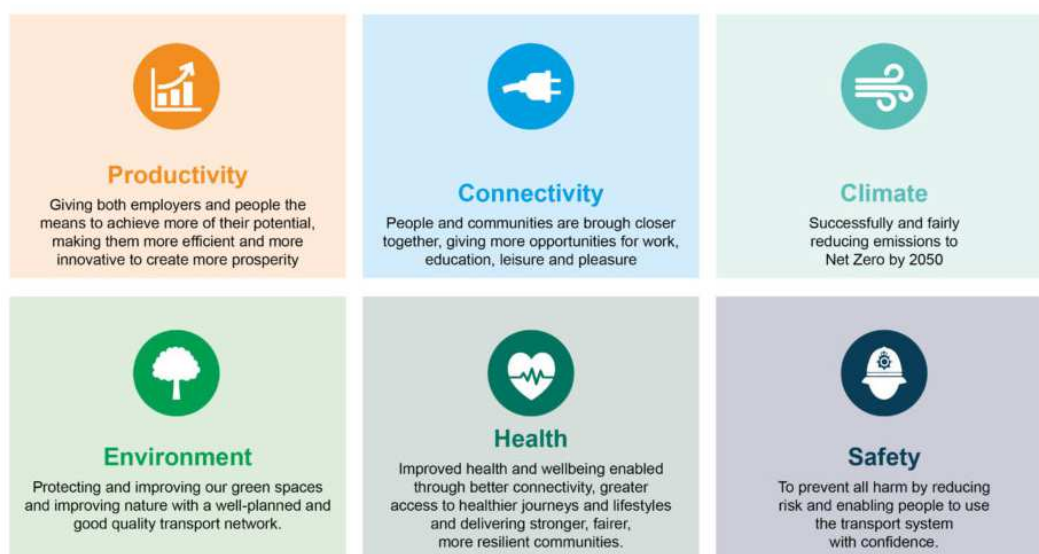 Productivity
Giving both employers and people the
means to achieve more of their potential,
making them more efficient and more
innovative to create more prosperity
Connectivity
People and communities are brough closer
together, giving more opportunities for work,
education, leisure and pleasure
Climate
Successfully and fairly
reducing emissions to
Net Zero by 2050
Environment
Protecting and improving our green spaces
and improving nature with a well-planned and
good quality transport network.
Health
Improved health and wellbeing enabled
through better connectivity, greater
access to healthier journeys and lifestyles
and delivering stronger, fairer,
more resilient communities.
Safety
To prevent all harm by reducing
risk and enabling people to use
the transport system
with confidence.